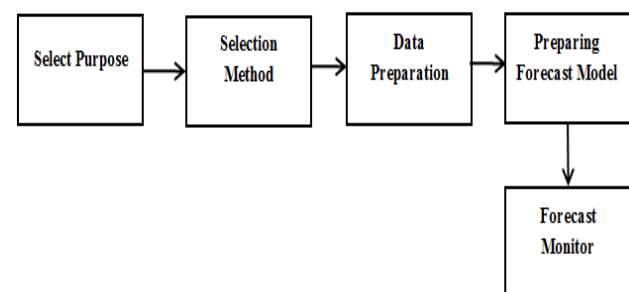 Select Purpose
Selection
Method
Data
Preparation
Preparing
Forecast Model
Forecast
Monitor